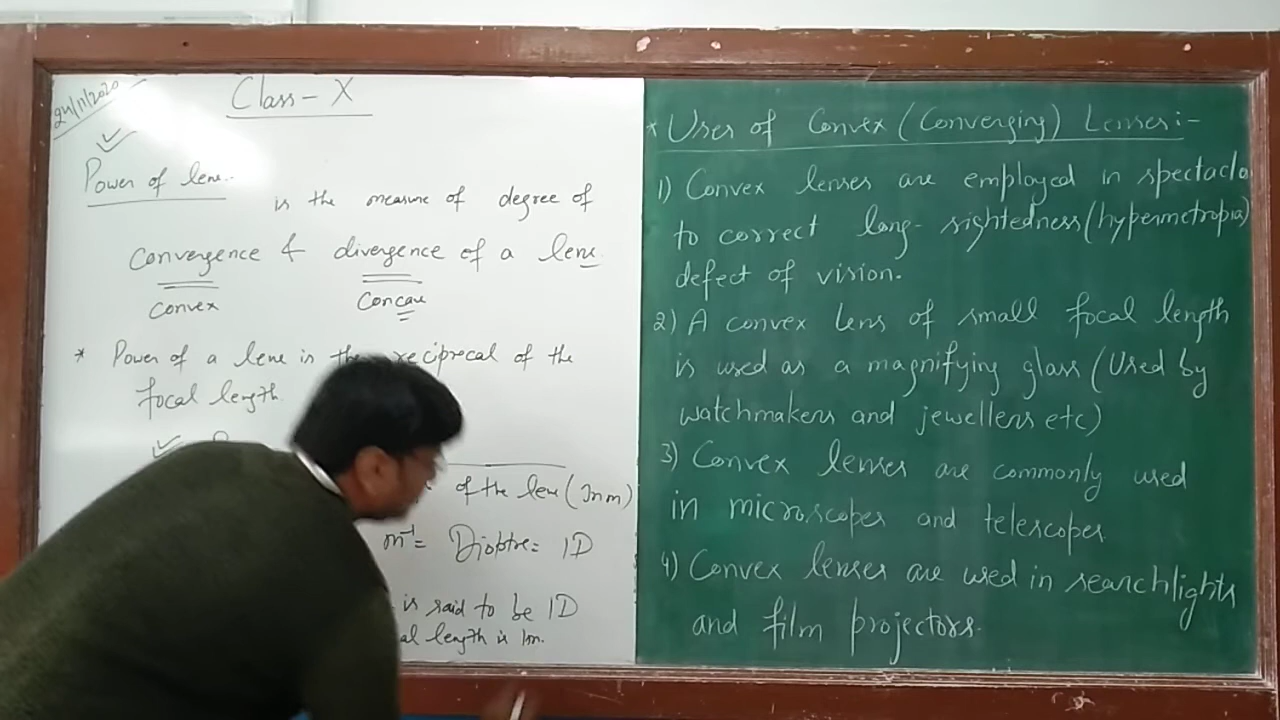 24/11/2020
Class - X
Power of lens..
is the measure of degree of
Convergence & divergence of a lens
Convex Concave
* Power of a lens is the reciprocal of the
focal length.
of the lens (In m)
m⁻¹ = Dioptre = 1D
is said to be 1D
al length is 1m.
* Uses of Convex (Converging) Lenses:-
1) Convex lenses are employed in spectacle
to correct long-sightedness (hypermetropia)
defect of vision.
2) A convex lens of small focal length
is used as a magnifying glass (Used by
watchmakers and jewellers etc)
3) Convex lenses are commonly used
in microscopes and telescopes.
4) Convex lenses are used in searchlights
and film projectors.